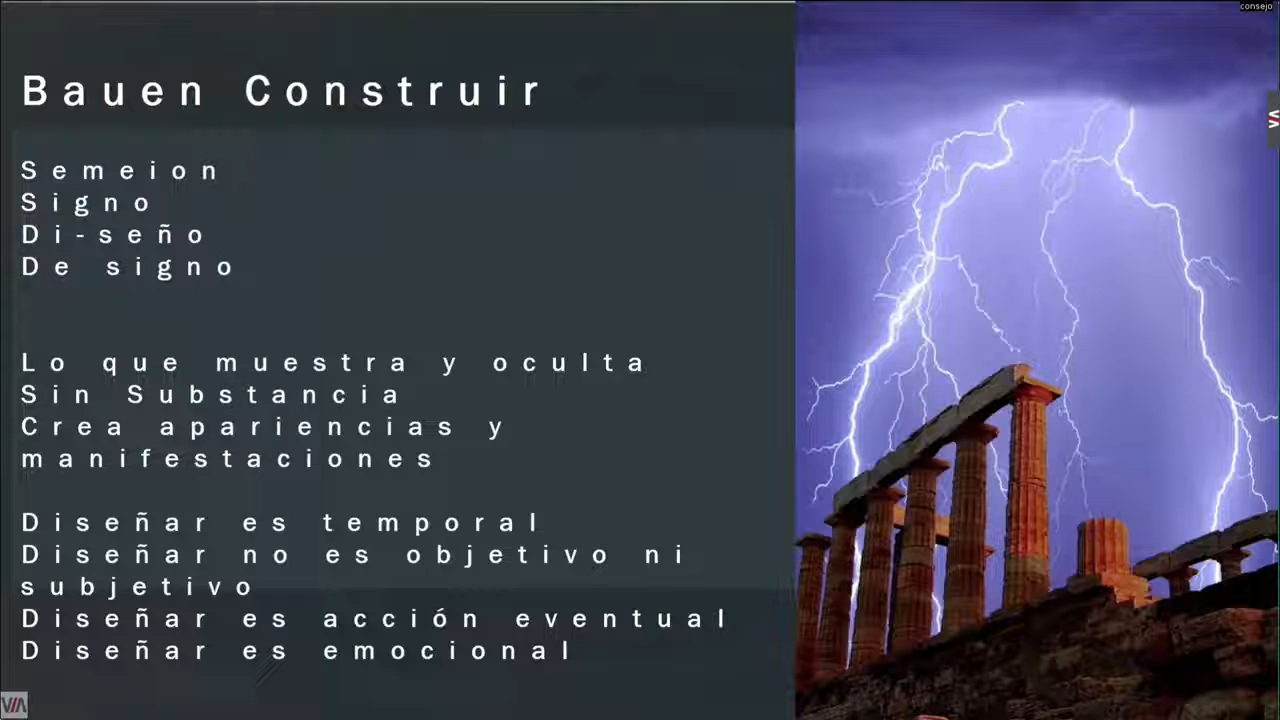 consejo
Bauen Construir
Semeion
Signo
Di-seño
De signo
Lo que muestra y oculta
Sin Substancia
Crea apariencias y
manifestaciones
Diseñar es temporal
Diseñar no es objetivo ni
subjetivo
Diseñar es acción eventual
Diseñar es emocional
VIA